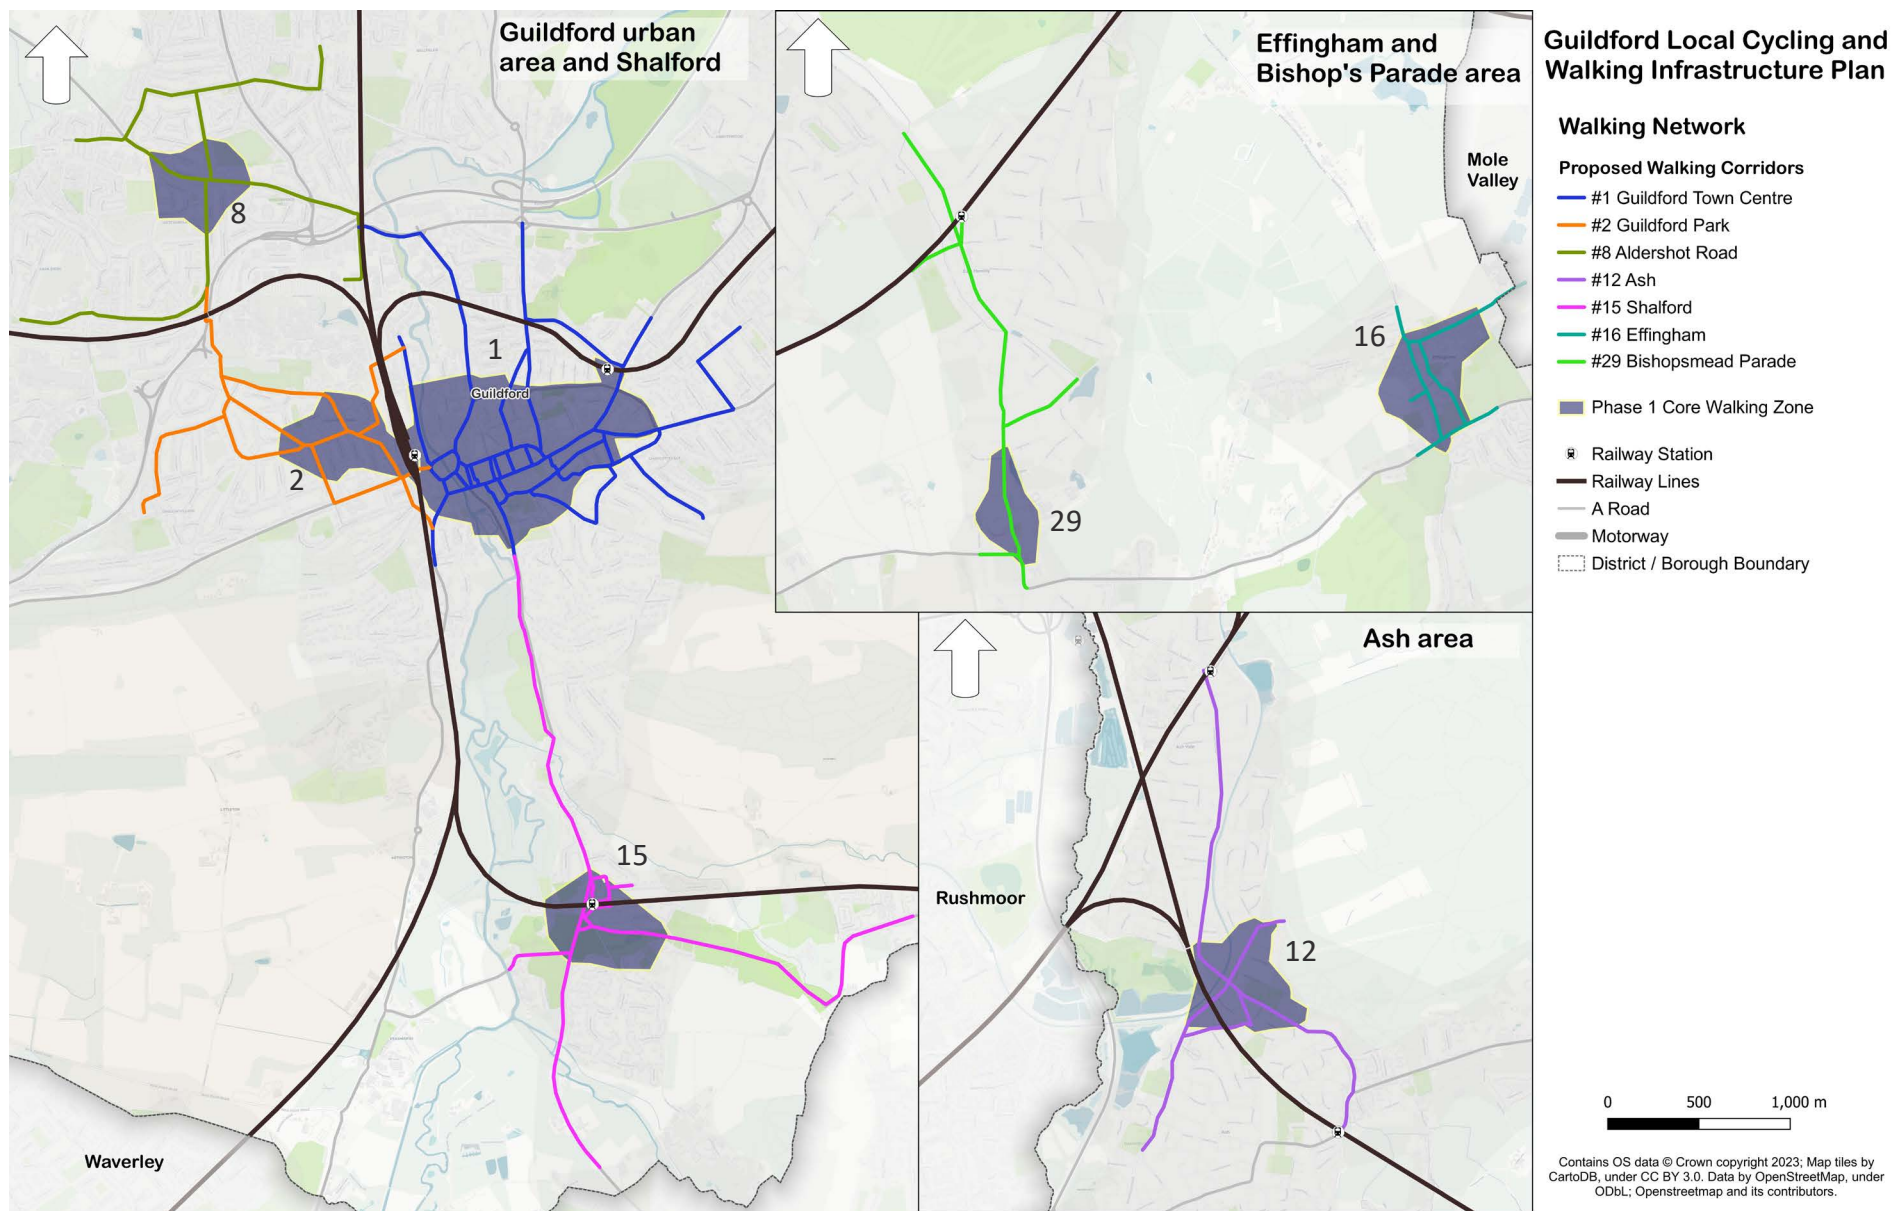 Guildford urban
area and Shalford
8
1
Guildford
2
15
Waverley
Effingham and
Bishop's Parade area
Mole
Valley
16
29
Ash area
Rushmoor
12
Guildford Local Cycling and
Walking Infrastructure Plan
Walking Network
Proposed Walking Corridors
#1 Guildford Town Centre
#2 Guildford Park
#8 Aldershot Road
#12 Ash
#15 Shalford
#16 Effingham
#29 Bishopsmead Parade
Phase 1 Core Walking Zone
Railway Station
Railway Lines
A Road
Motorway
District / Borough Boundary
0 500 1,000 m
Contains OS data © Crown copyright 2023; Map tiles by
CartoDB, under CC BY 3.0. Data by OpenStreetMap, under
ODbL; Openstreetmap and its contributors.